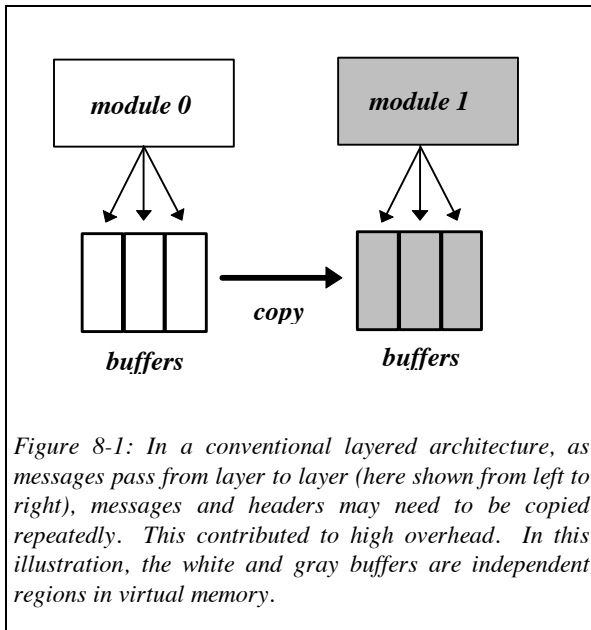 module 0
module 1
copy
buffers
buffers
Figure 8-1: In a conventional layered architecture, as
messages pass from layer to layer (here shown from left to
right), messages and headers may need to be copied
repeatedly. This contributed to high overhead. In this
illustration, the white and gray buffers are independent
regions in virtual memory.